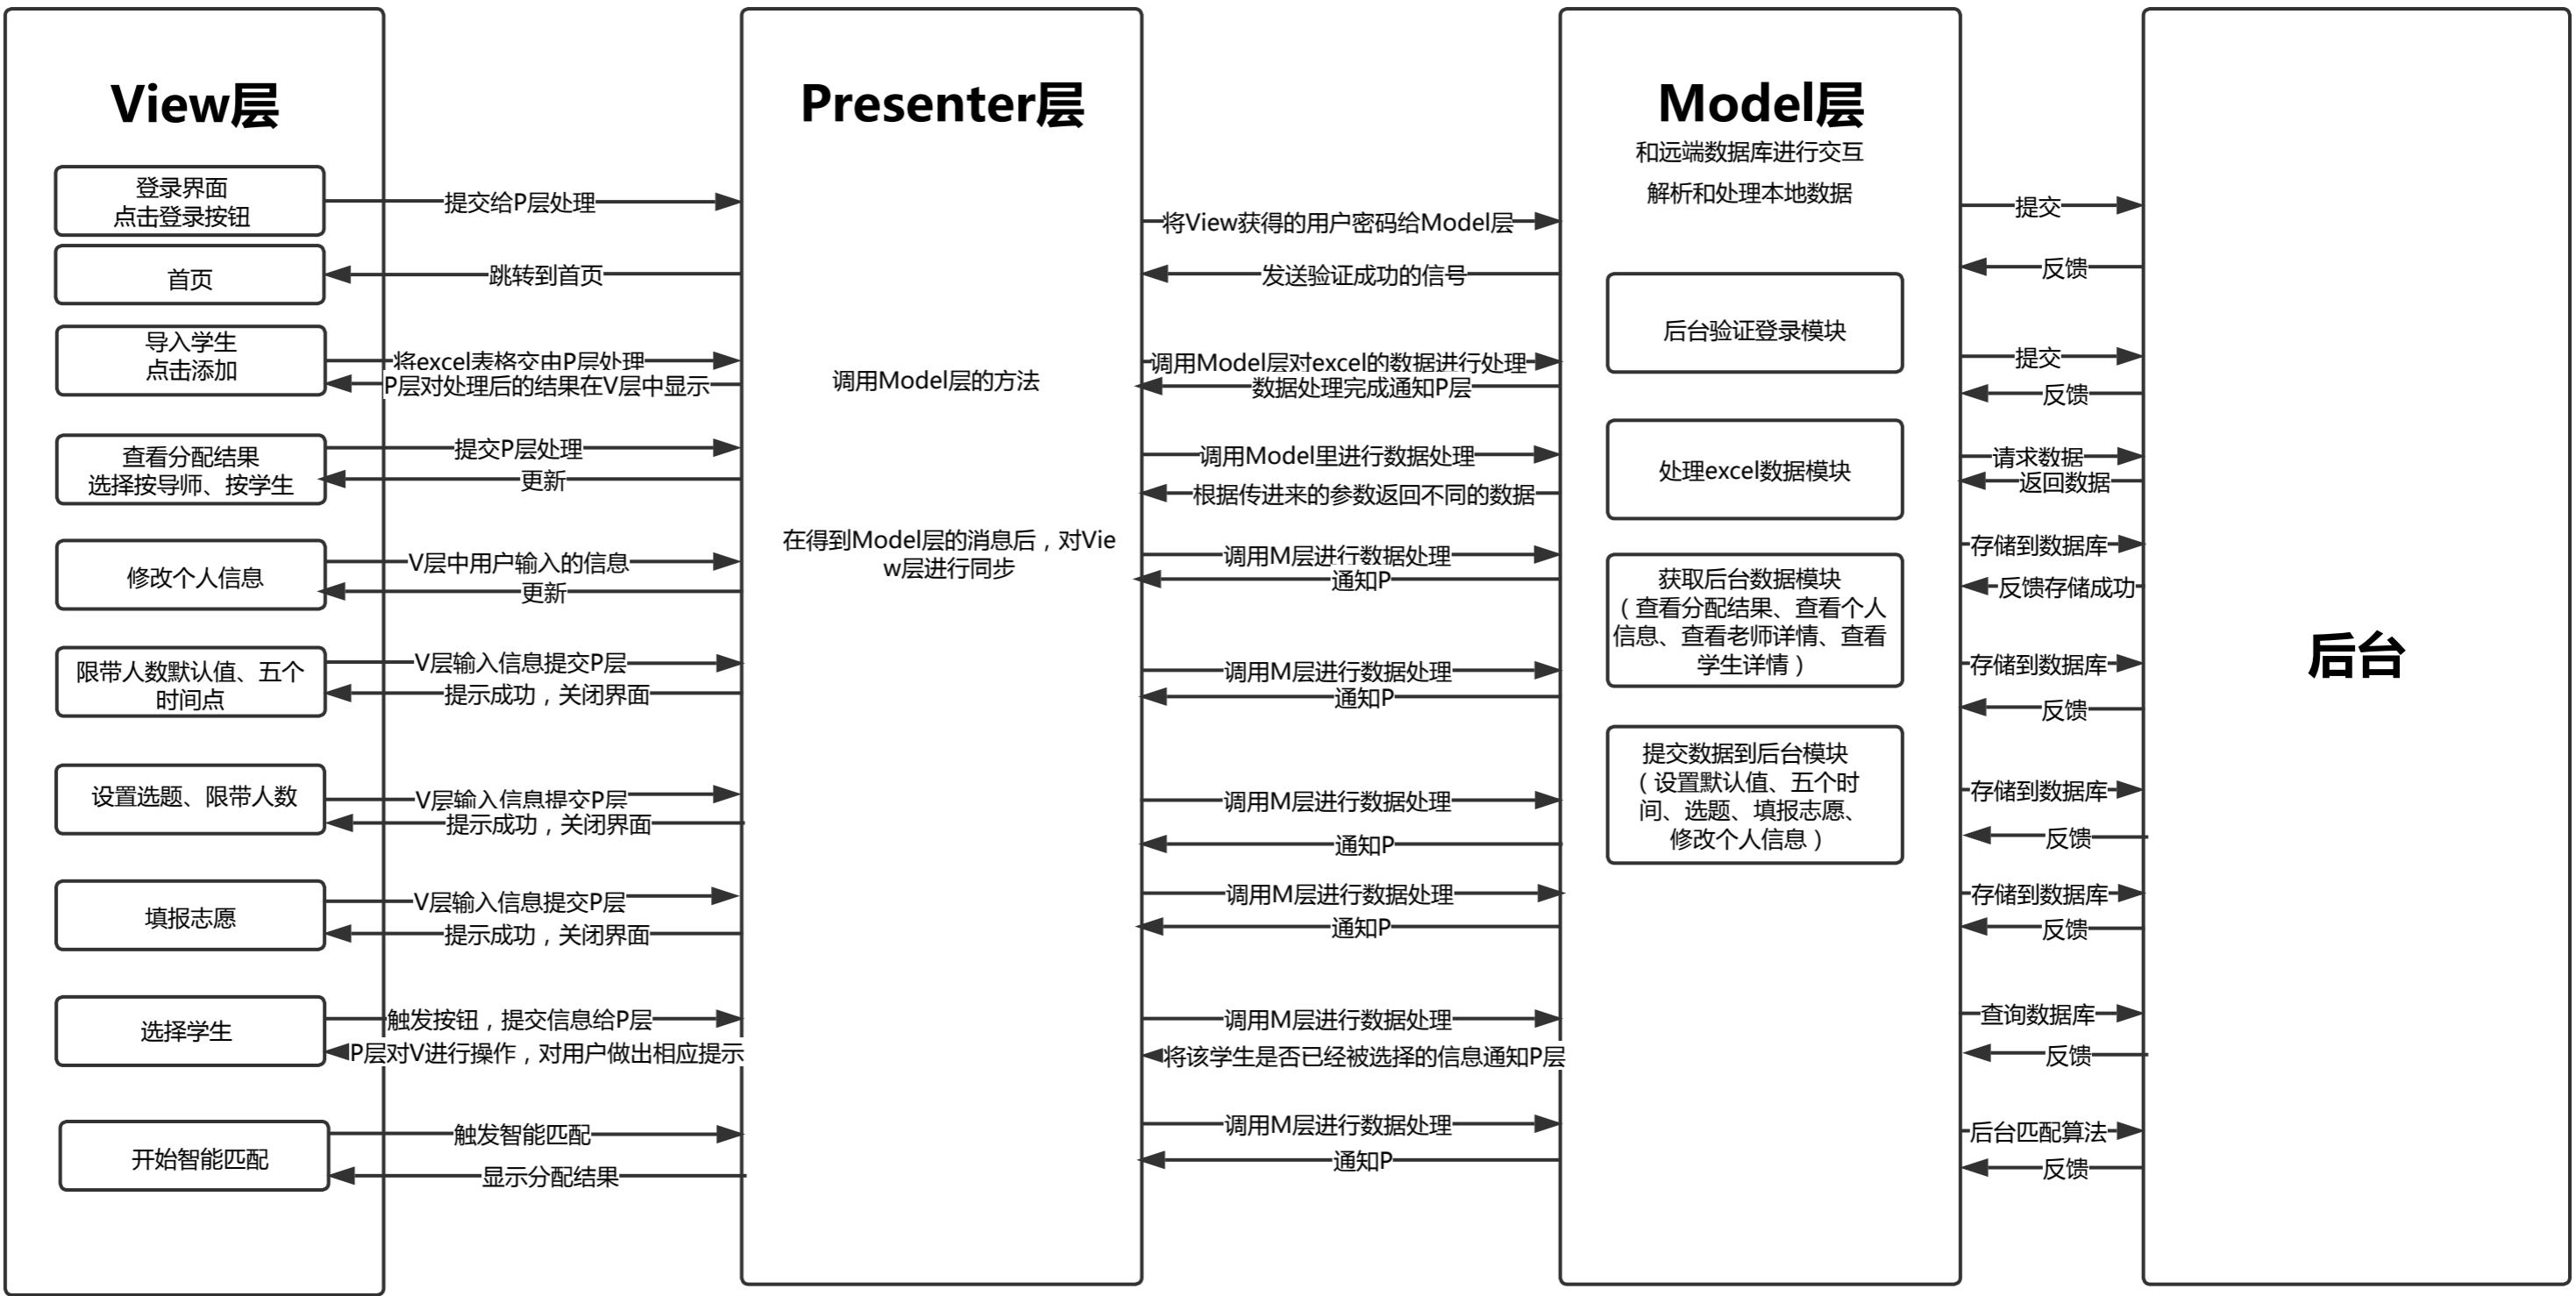 View层
登录界面
点击登录按钮
首页
导入学生
点击添加
查看分配结果
选择按导师、按学生
修改个人信息
限带人数默认值、五个
时间点
设置选题、限带人数
填报志愿
选择学生
开始智能匹配
提交给P层处理
跳转到首页
将excel表格交由P层处理
P层对处理后的结果在V层中显示
提交P层处理
更新
V层中用户输入的信息
更新
V层输入信息提交P层
提示成功，关闭界面
V层输入信息提交P层
提示成功，关闭界面
V层输入信息提交P层
提示成功，关闭界面
触发按钮，提交信息给P层
P层对V进行操作，对用户做出相应提示
触发智能匹配
显示分配结果
Presenter层
调用Model层的方法
在得到Model层的消息后，对Vie
w层进行同步
将View获得的用户密码给Model层
发送验证成功的信号
调用Model层对excel的数据进行处理
数据处理完成通知P层
调用Model里进行数据处理
根据传进来的参数返回不同的数据
调用M层进行数据处理
通知P
调用M层进行数据处理
通知P
调用M层进行数据处理
通知P
调用M层进行数据处理
通知P
调用M层进行数据处理
将该学生是否已经被选择的信息通知P层
调用M层进行数据处理
通知P
Model层
和远端数据库进行交互
解析和处理本地数据
后台验证登录模块
处理excel数据模块
获取后台数据模块
（查看分配结果、查看个人
信息、查看老师详情、查看
学生详情）
提交数据到后台模块
（设置默认值、五个时
间、选题、填报志愿、
修改个人信息）
提交
反馈
提交
反馈
请求数据
返回数据
存储到数据库
反馈存储成功
存储到数据库
反馈
存储到数据库
反馈
存储到数据库
反馈
查询数据库
反馈
后台匹配算法
反馈
后台